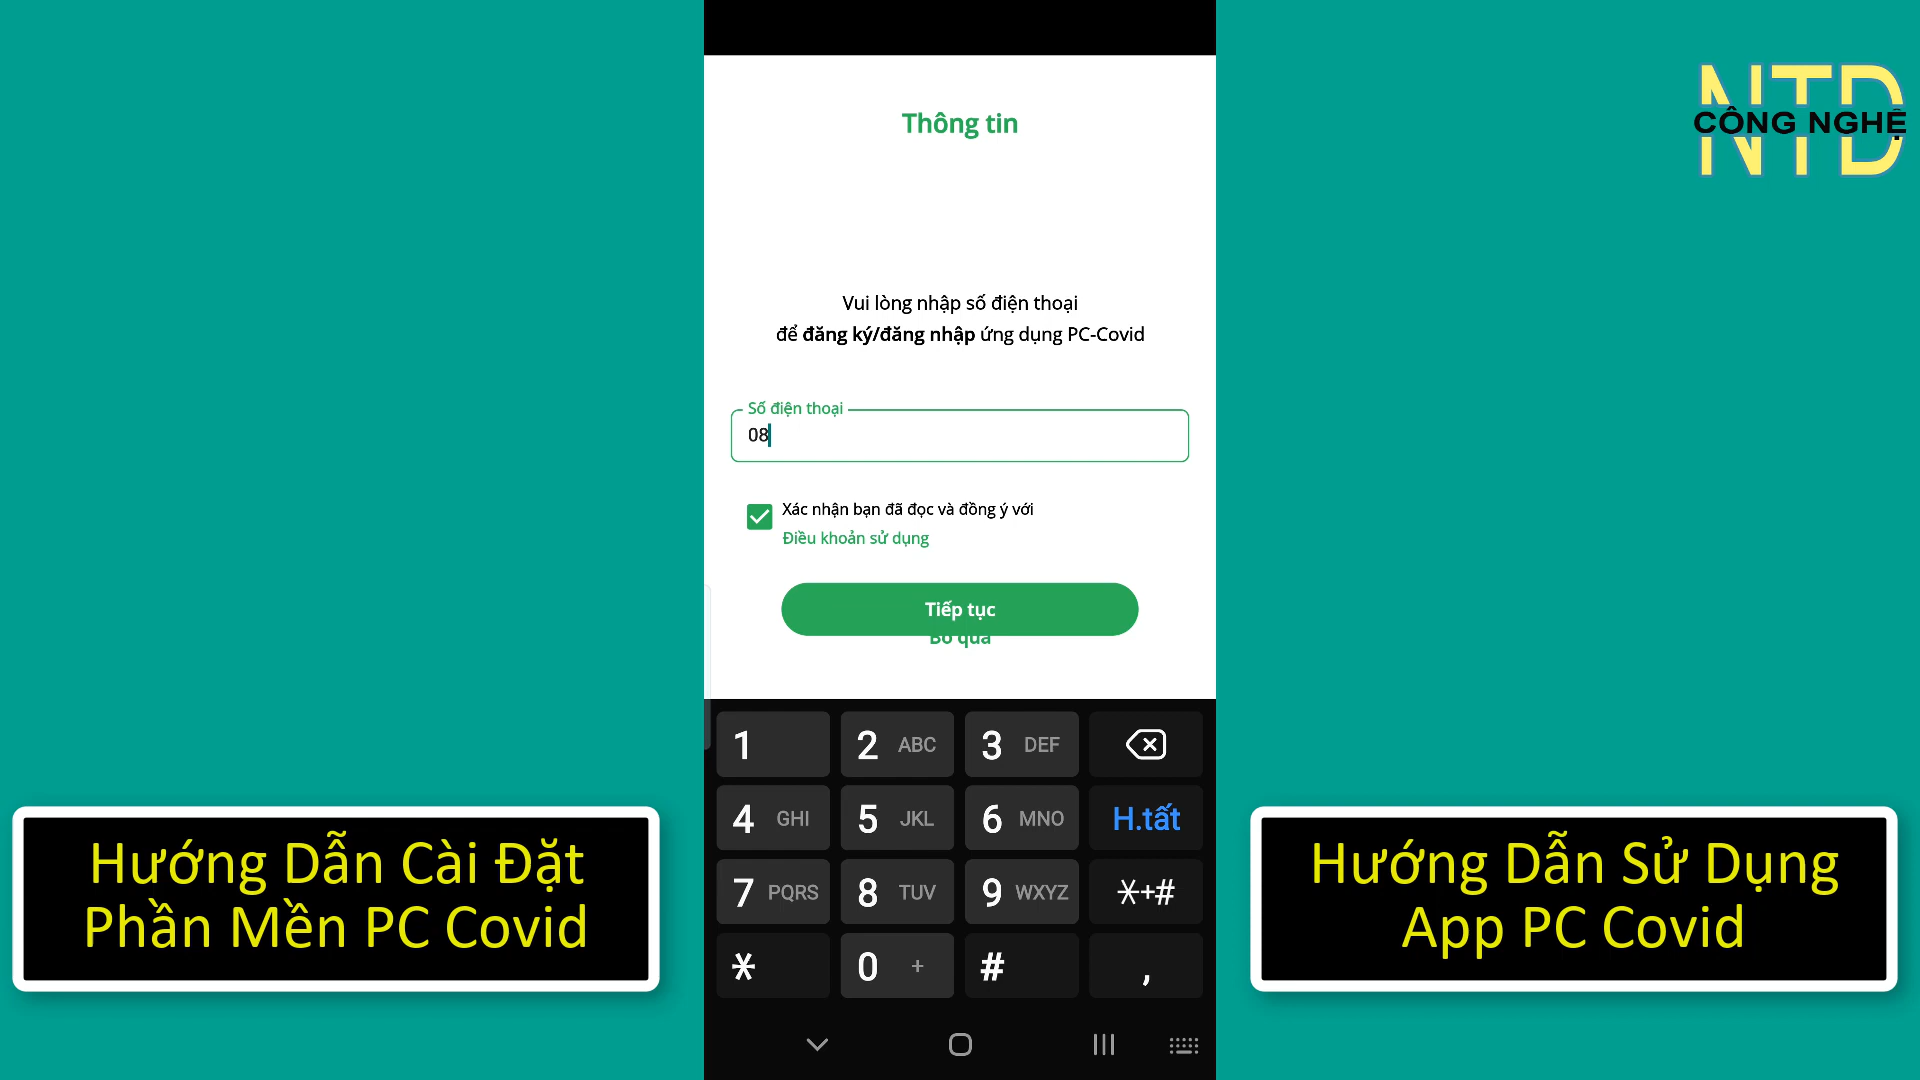 Thông tin
NTD
CÔNG NGHỆ
Vui lòng nhập số điện thoại
để đăng ký/đăng nhập ứng dụng PC-Covid
Số điện thoại
08
Xác nhận bạn đã đọc và đồng ý với
Điều khoản sử dụng
Tiếp tục
Bỏ qua
1
2 ABC
3 DEF
4 GHI
5 JKL
6 MNO
H.tất
7 PQRS
8 TUV
9 WXYZ
*+#
*
0 +
#
,
Hướng Dẫn Cài Đặt
Phần Mền PC Covid
Hướng Dẫn Sử Dụng
App PC Covid